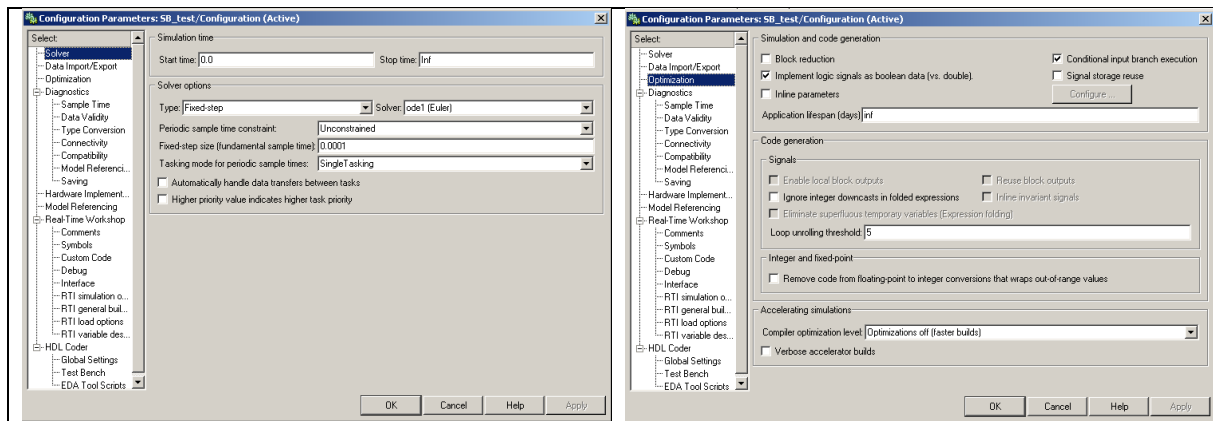 Configuration Parameters: SB_test/Configuration (Active)
Select:
Solver
Data Import/Export
Optimization
Diagnostics
Sample Time
Data Validity
Type Conversion
Connectivity
Compatibility
Model Referenci...
Saving
Hardware Implement...
Model Referencing
Real-Time Workshop
Comments
Symbols
Custom Code
Debug
Interface
RTI simulation o...
RTI general buil...
RTI load options
RTI variable des...
HDL Coder
Global Settings
Test Bench
EDA Tool Scripts
Simulation time
Start time: 0.0 Stop time: Inf
Solver options
Type: Fixed-step Solver: ode1 (Euler)
Periodic sample time constraint: Unconstrained
Fixed-step size (fundamental sample time): 0.0001
Tasking mode for periodic sample times: SingleTasking
Automatically handle data transfers between tasks
Higher priority value indicates higher task priority
OK Cancel Help Apply
Configuration Parameters: SB_test/Configuration (Active)
Select:
Solver
Data Import/Export
Optimization
Diagnostics
Sample Time
Data Validity
Type Conversion
Connectivity
Compatibility
Model Referenci...
Saving
Hardware Implement...
Model Referencing
Real-Time Workshop
Comments
Symbols
Custom Code
Debug
Interface
RTI simulation o...
RTI general buil...
RTI load options
RTI variable des...
HDL Coder
Global Settings
Test Bench
EDA Tool Scripts
Simulation and code generation
Block reduction Conditional input branch execution
Implement logic signals as boolean data (vs. double). Signal storage reuse
Inline parameters Configure ...
Application lifespan (days) inf
Code generation
Signals
Enable local block outputs Reuse block outputs
Ignore integer downcasts in folded expressions Inline invariant signals
Eliminate superfluous temporary variables (Expression folding)
Loop unrolling threshold: 5
Integer and fixed-point
Remove code from floating-point to integer conversions that wraps out-of-range values
Accelerating simulations
Compiler optimization level: Optimizations off (faster builds)
Verbose accelerator builds
OK Cancel Help Apply